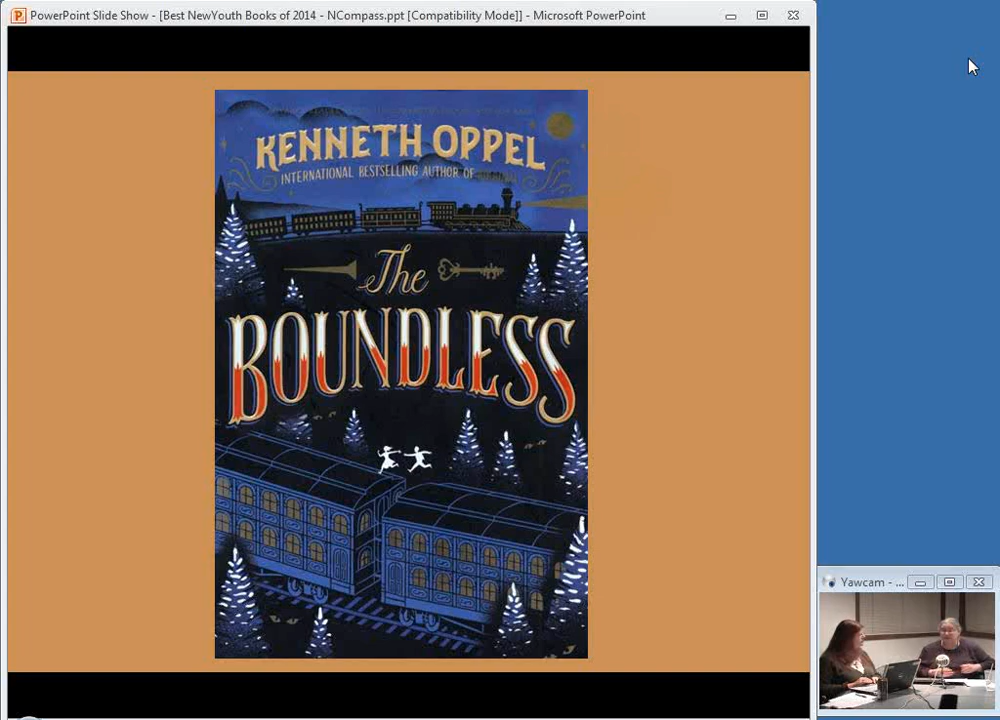 PowerPoint Slide Show - [Best NewYouth Books of 2014 - NCompass.ppt [Compatibility Mode]] - Microsoft PowerPoint
KENNETH OPPEL
INTERNATIONAL BESTSELLING AUTHOR OF
The
BOUNDLESS
Yawcam - ...